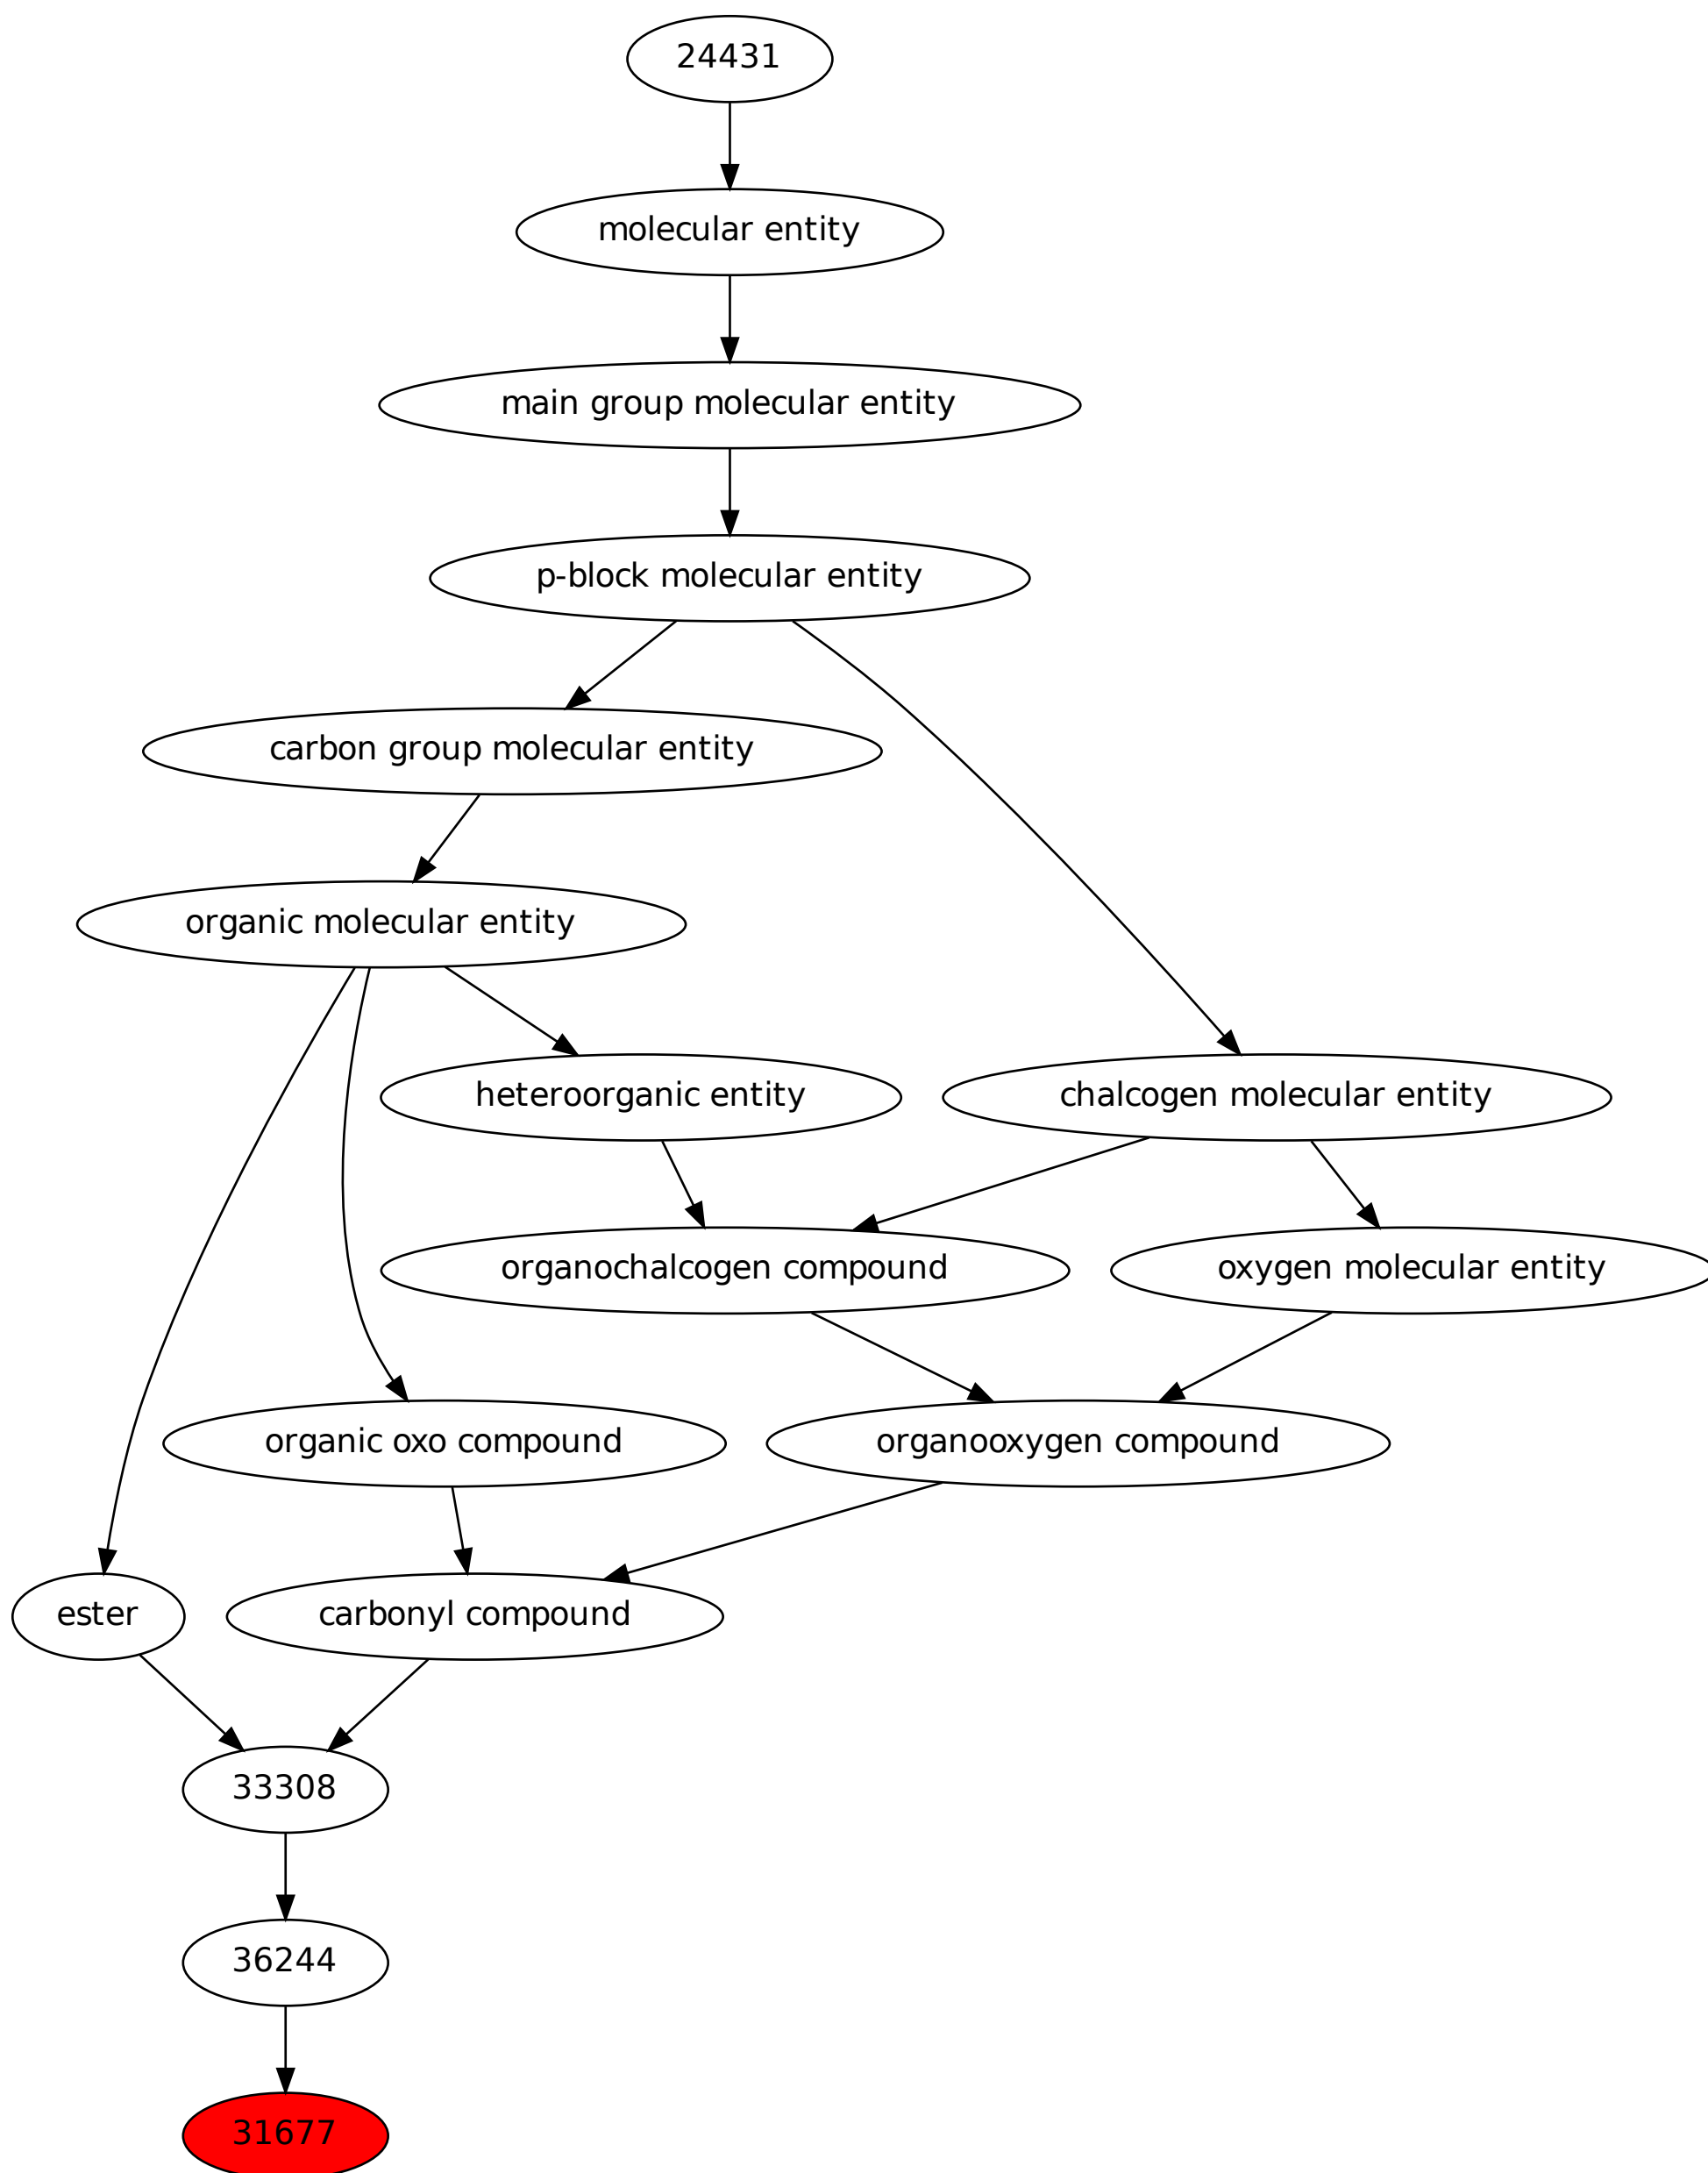 24431
molecular entity
main group molecular entity
p-block molecular entity
carbon group molecular entity
organic molecular entity
heteroorganic entity
chalcogen molecular entity
organochalcogen compound
oxygen molecular entity
organic oxo compound
organooxygen compound
ester
carbonyl compound
33308
36244
31677